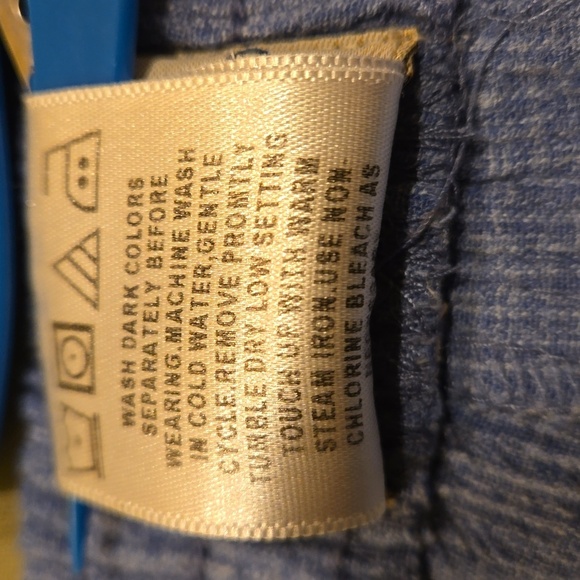 WASH DARK COLORS
SEPARATELY BEFORE
WEARING MACHINE WASH
IN COLD WATER,GENTLE
CYCLE.REMOVE PROMTLY
TUMBLE DRY LOW SETTING
TOUCH UP WITH WARM
STEAM IRON.USE NON-
CHLORINE BLEACH AS